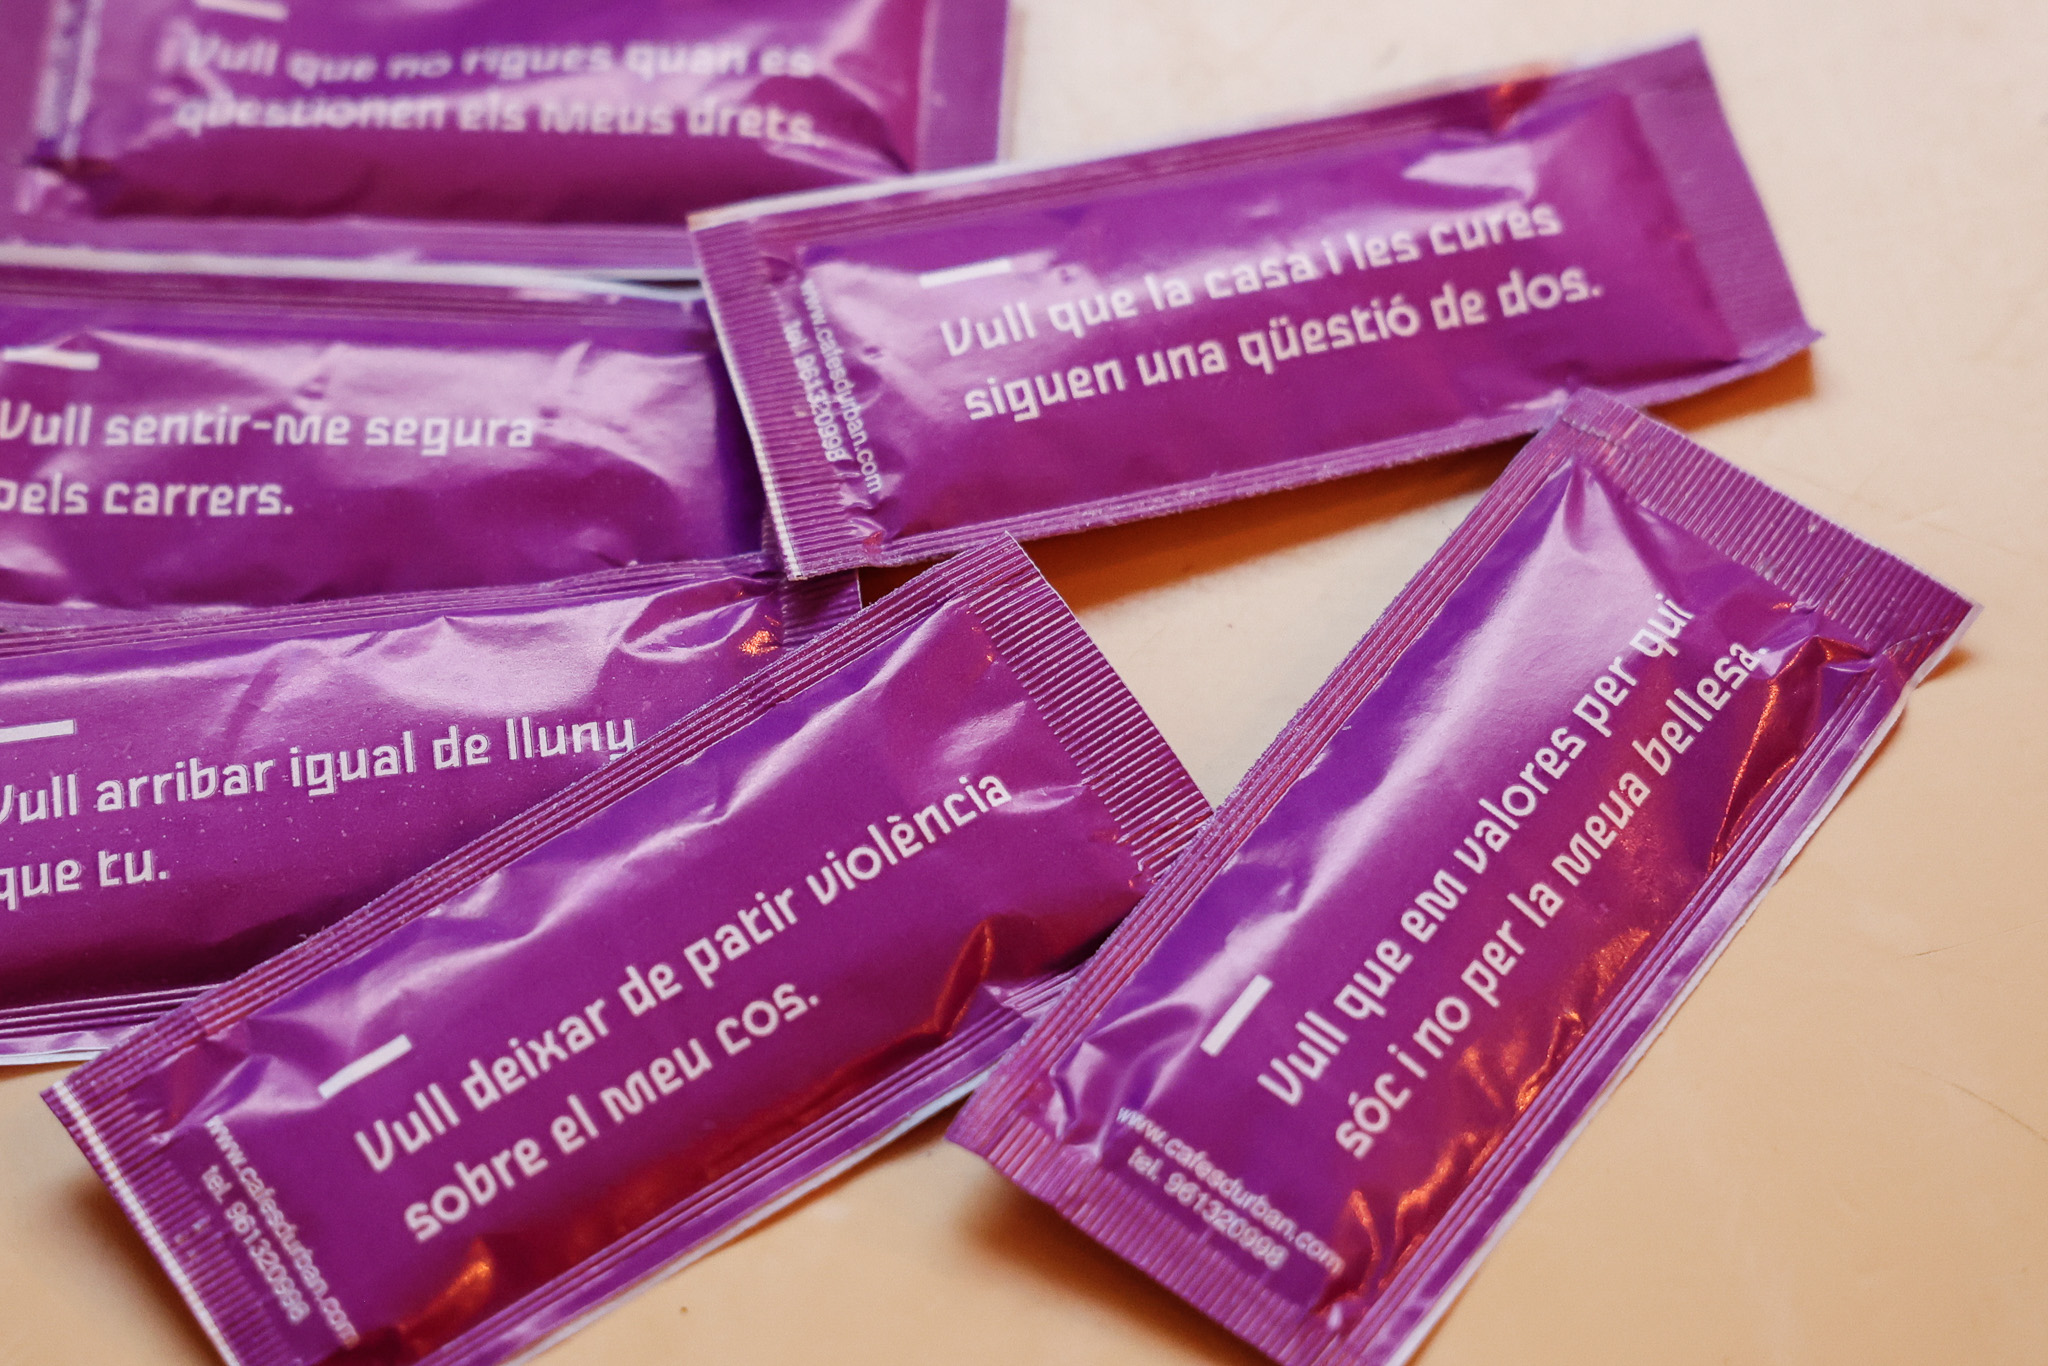 Vull que no rigues quan es
qüestionen els meus drets.
Vull que la casa i les cures
siguen una qüestió de dos.
www.cafesdurban.com
tel. 961320998
Vull sentir-me segura
pels carrers.
Vull arribar igual de lluny
que tu.
Vull deixar de patir violència
sobre el meu cos.
www.cafesdurban.com
tel. 961320998
Vull que em valores per qui
sóc i no per la meua bellesa.
www.cafesdurban.com
tel. 961320998